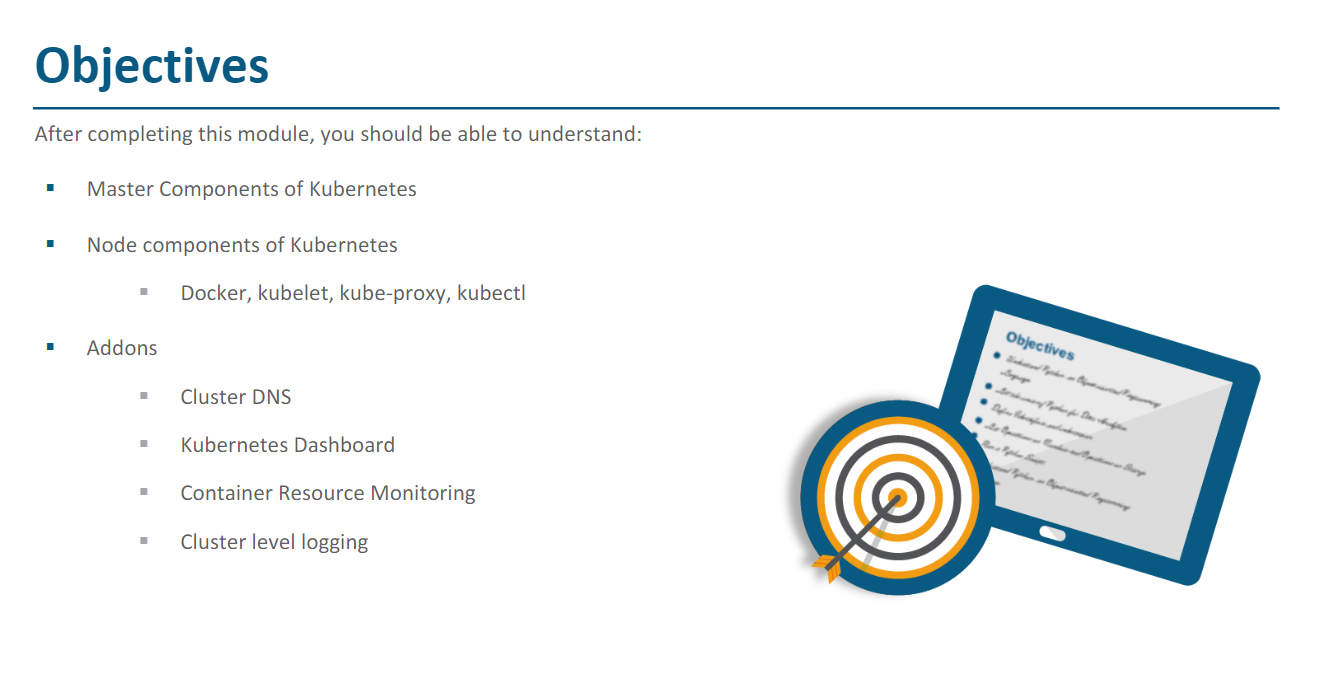 Objectives
After completing this module, you should be able to understand:
Master Components of Kubernetes
Node components of Kubernetes
Docker, kubelet, kube-proxy, kubectl
Addons
Cluster DNS
Kubernetes Dashboard
Container Resource Monitoring
Cluster level logging
Objectives